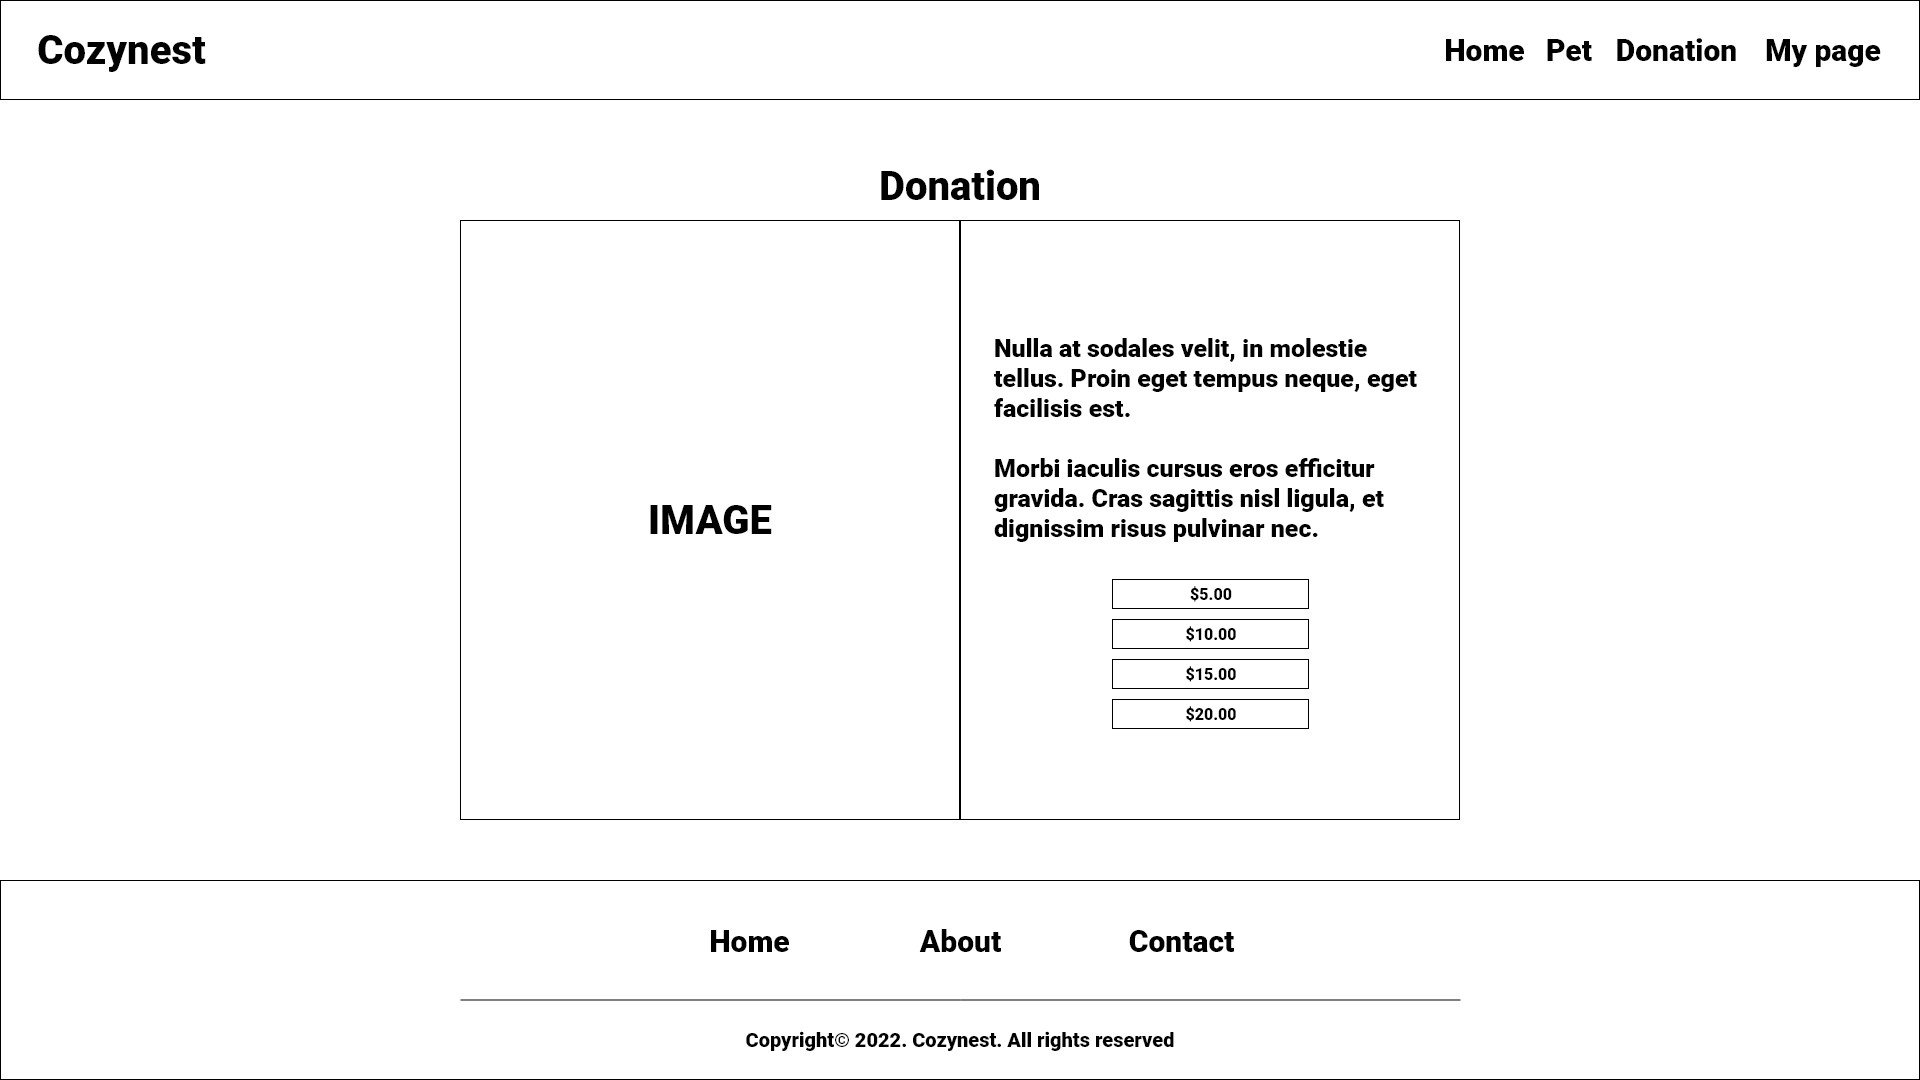 Cozynest
Home Pet Donation My page
Donation
IMAGE
Nulla at sodales velit, in molestie
tellus. Proin eget tempus neque, eget
facilisis est.
Morbi iaculis cursus eros efficitur
gravida. Cras sagittis nisl ligula, et
dignissim risus pulvinar nec.
$5.00
$10.00
$15.00
$20.00
Home About Contact
Copyright© 2022. Cozynest. All rights reserved